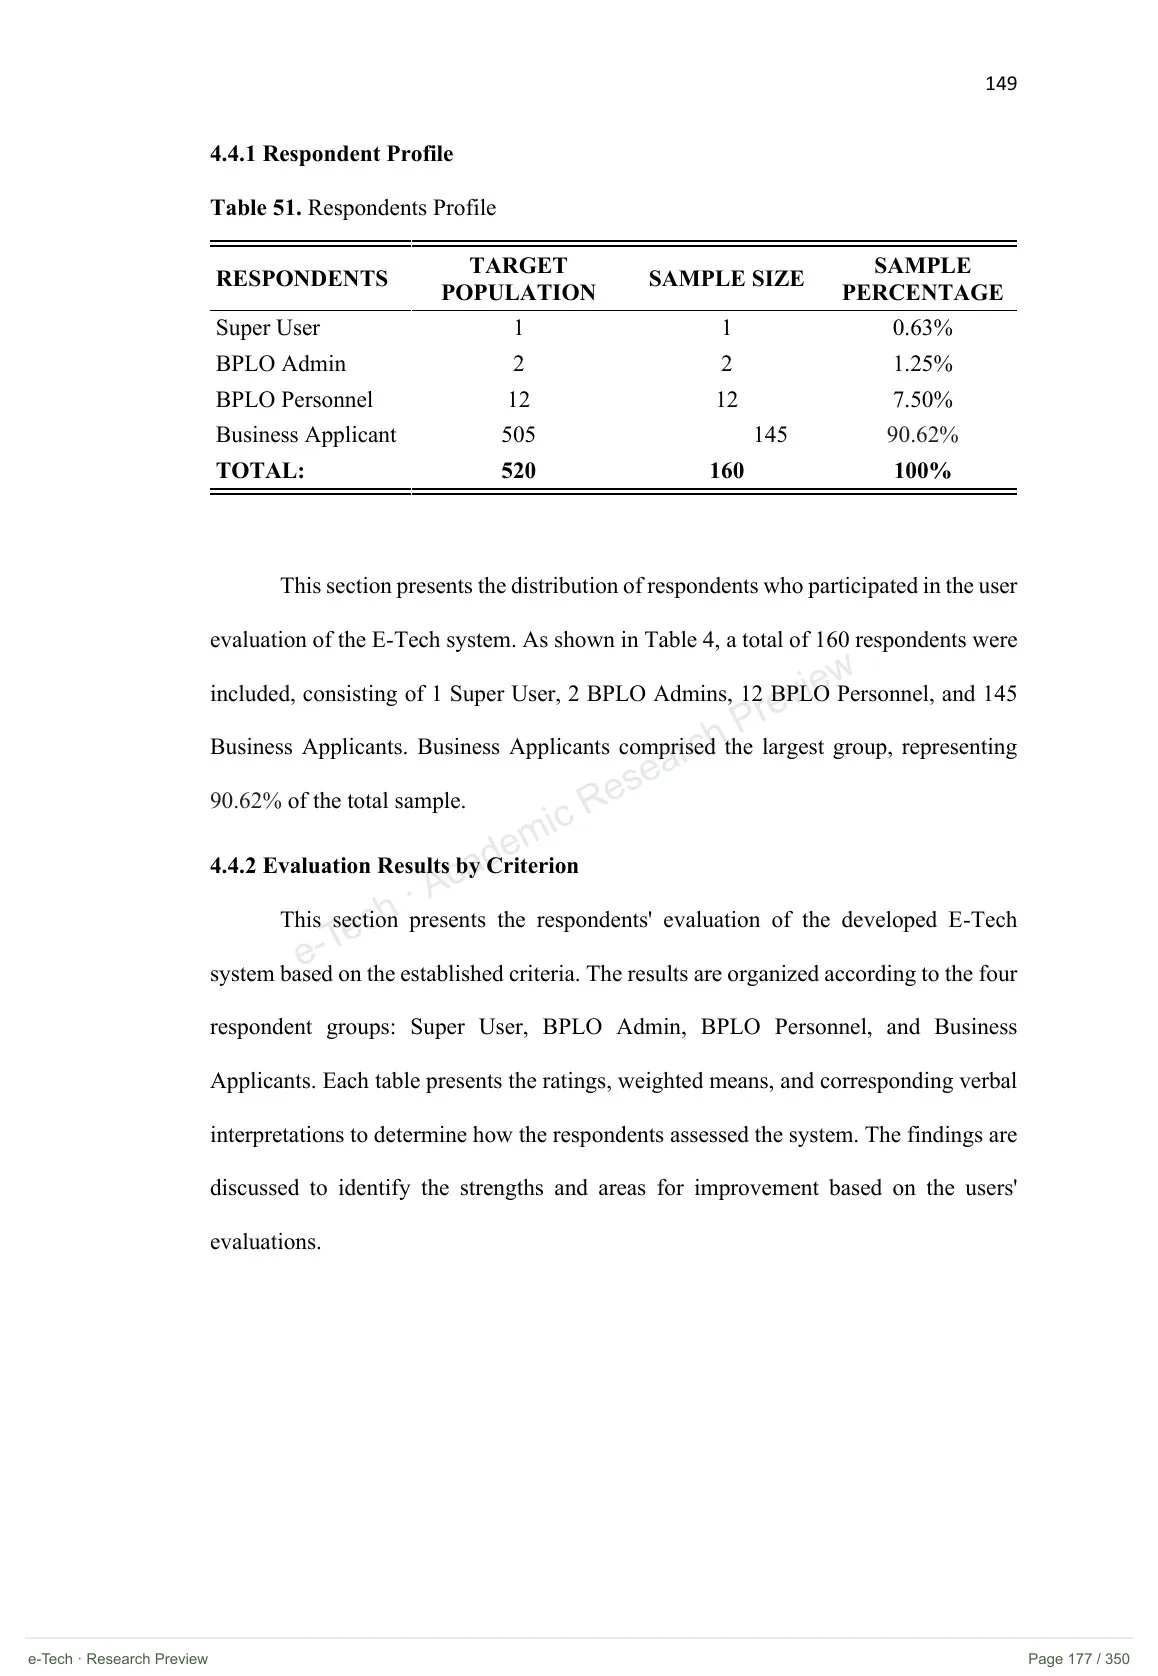 149
4.4.1 Respondent Profile
Table 51. Respondents Profile
RESPONDENTS TARGET POPULATION SAMPLE SIZE SAMPLE PERCENTAGE
Super User 1 1 0.63%
BPLO Admin 2 2 1.25%
BPLO Personnel 12 12 7.50%
Business Applicant 505 145 90.62%
TOTAL: 520 160 100%
This section presents the distribution of respondents who participated in the user
evaluation of the E-Tech system. As shown in Table 4, a total of 160 respondents were
included, consisting of 1 Super User, 2 BPLO Admins, 12 BPLO Personnel, and 145
Business Applicants. Business Applicants comprised the largest group, representing
90.62% of the total sample.
4.4.2 Evaluation Results by Criterion
This section presents the respondents' evaluation of the developed E-Tech
system based on the established criteria. The results are organized according to the four
respondent groups: Super User, BPLO Admin, BPLO Personnel, and Business
Applicants. Each table presents the ratings, weighted means, and corresponding verbal
interpretations to determine how the respondents assessed the system. The findings are
discussed to identify the strengths and areas for improvement based on the users'
evaluations.
e-Tech · Academic Research Preview
e-Tech · Research Preview
Page 177 / 350